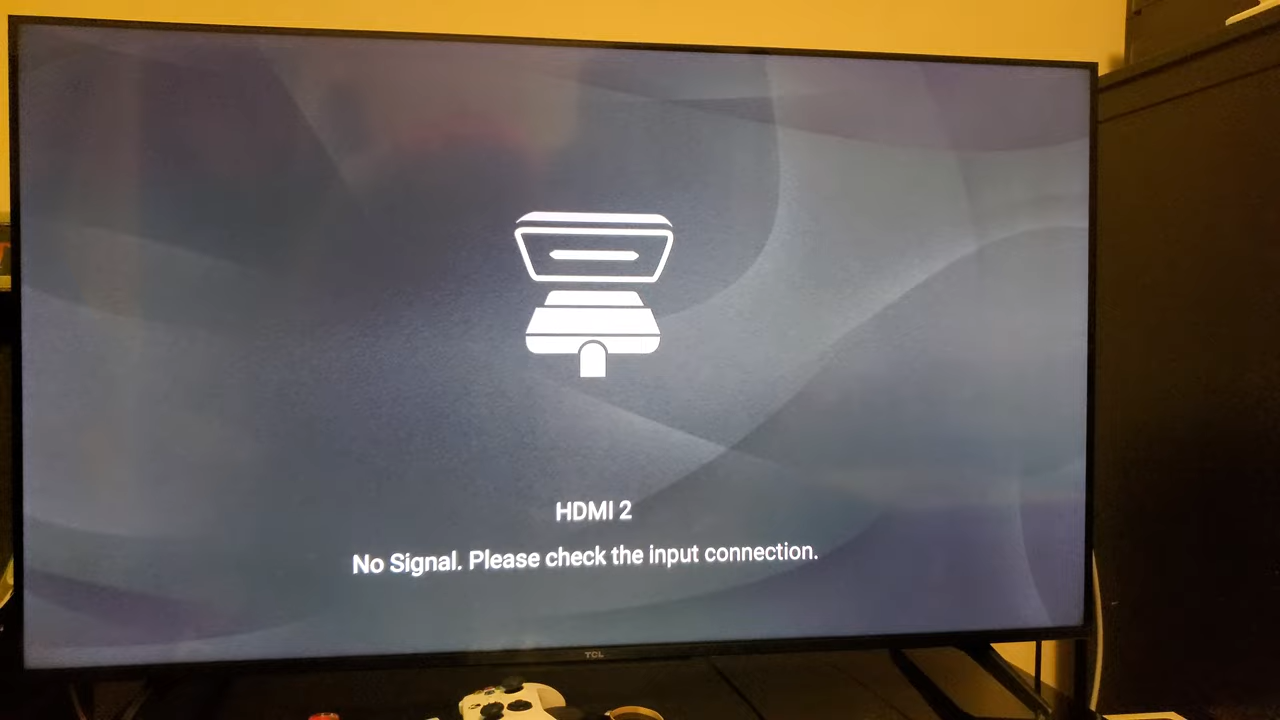 HDMI 2
No Signal. Please check the input connection.
TCL